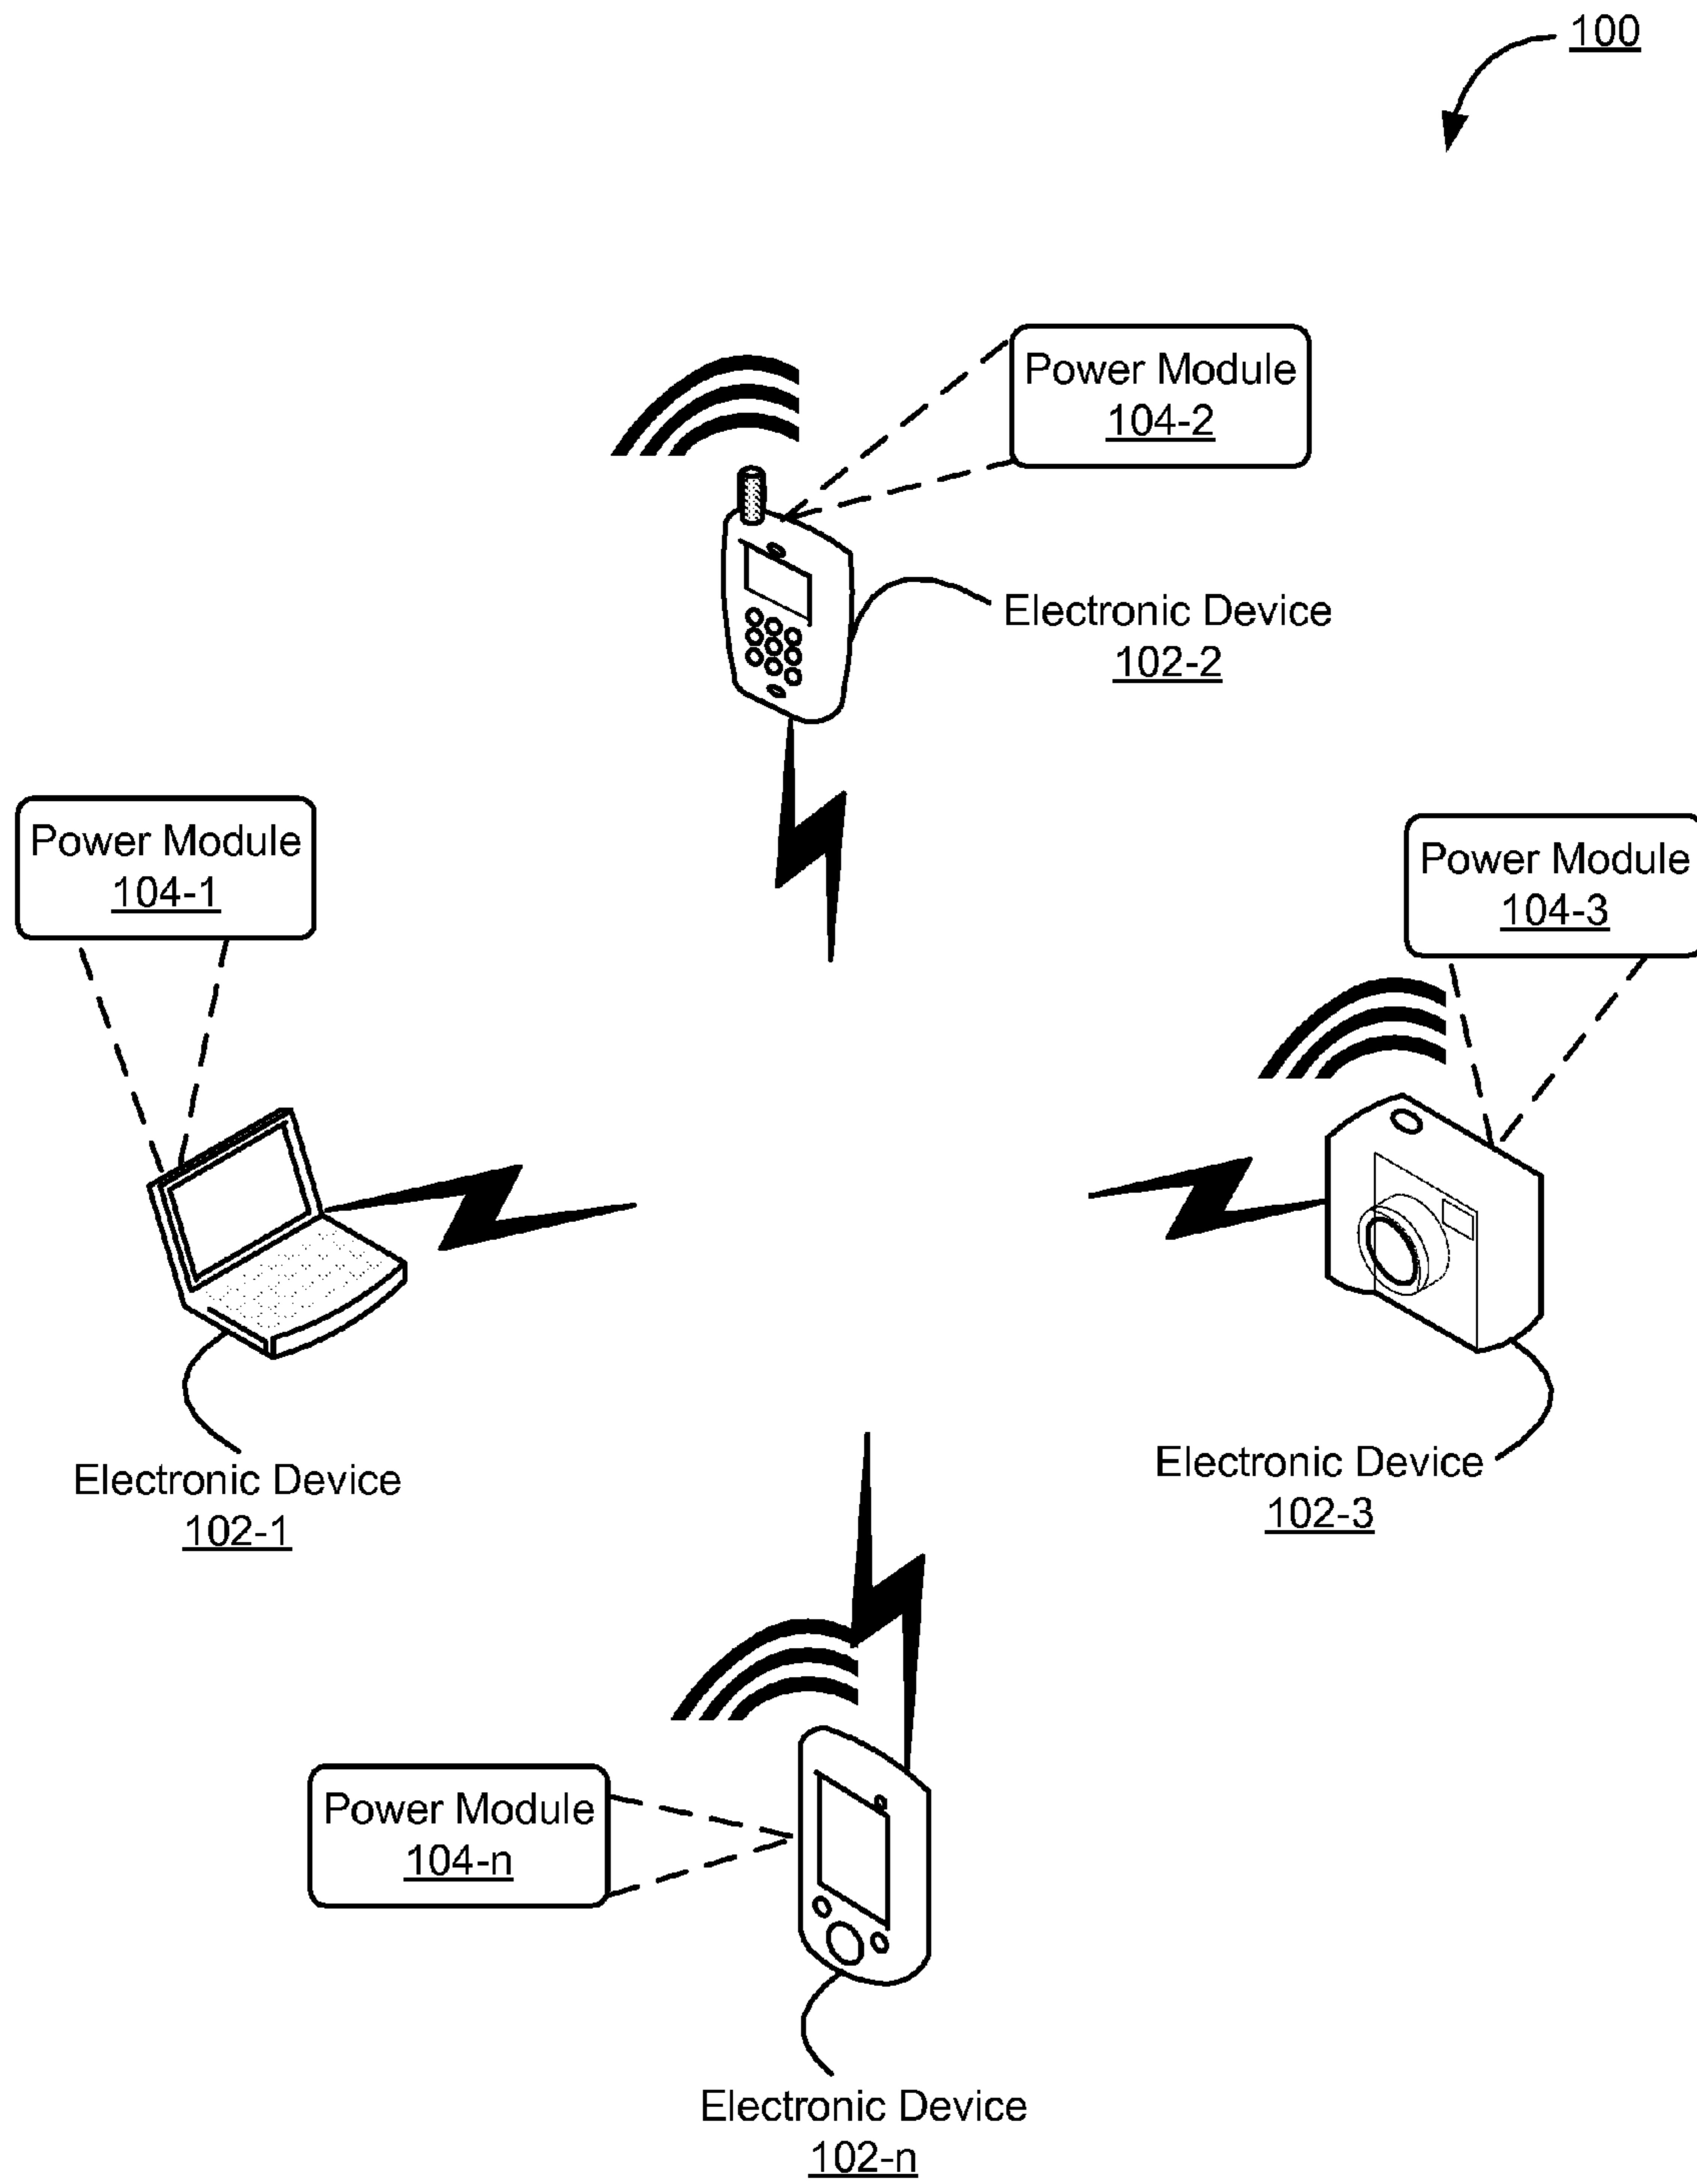 100
Power Module
104-2
Electronic Device
102-2
Power Module
104-1
Power Module
104-3
Electronic Device
102-1
Electronic Device
102-3
Power Module
104-n
Electronic Device
102-n